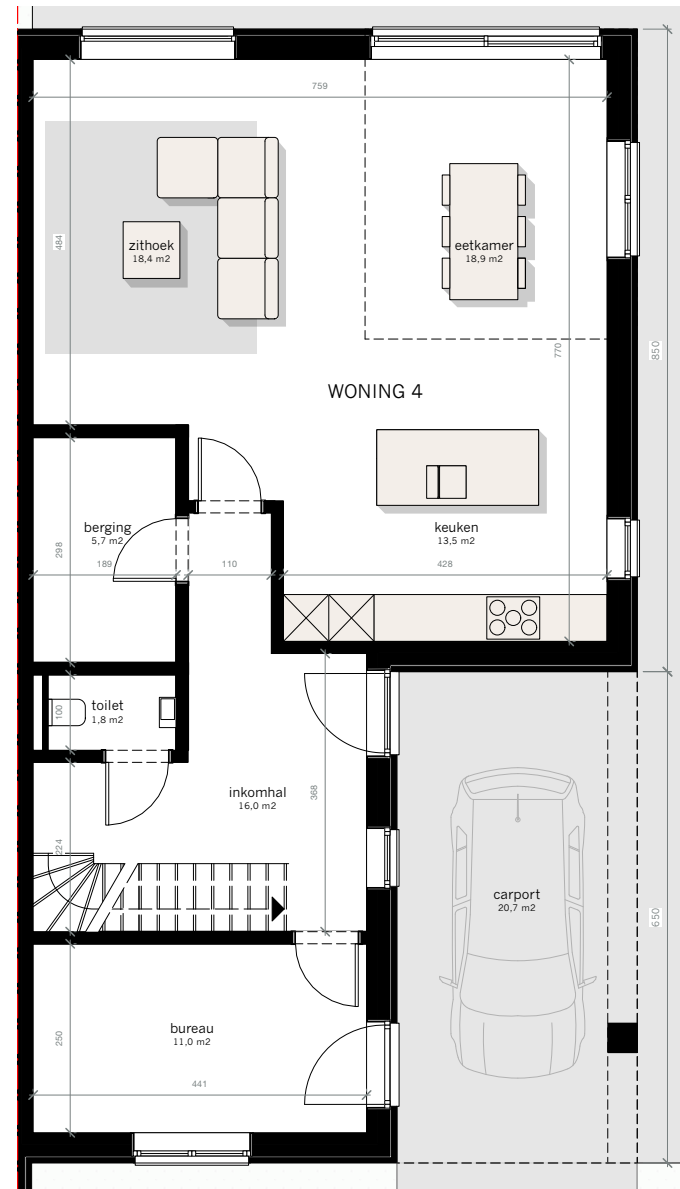 759
484
zithoek
18,4 m2
eetkamer
18,9 m2
770
850
WONING 4
berging
5,7 m2
298
189
110
keuken
13,5 m2
428
toilet
1,8 m2
100
inkomhal
16,0 m2
368
224
carport
20,7 m2
650
bureau
11,0 m2
250
441